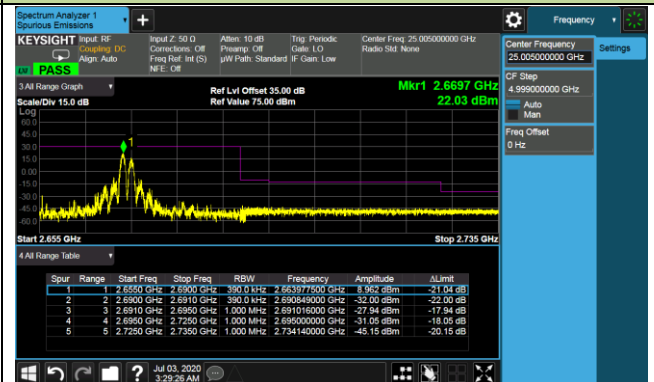 Spectrum Analyzer 1
Spurious Emissions
Frequency
KEYSIGHT Input: RF Input Z: 50 Ω Atten: 10 dB Trig: Periodic Center Freq: 25.005000000 GHz
Coupling: DC Corrections: Off Preamp: Off Gate: LO Radio Std: None
Align: Auto Freq Ref: Int (S) µW Path: Standard IF Gain: Low
NFE: Off
PASS
Center Frequency
25.005000000 GHz
Settings
CF Step
4.999000000 GHz
Auto
Man
Freq Offset
0 Hz
3 All Range Graph
Ref Lvl Offset 35.00 dB
Mkr1 2.6697 GHz
Scale/Div 15.0 dB
Ref Value 75.00 dBm
22.03 dBm
Log
60.0
45.0
30.0
15.0
0.00
-15.0
-30.0
-45.0
-60.0
1
Start 2.655 GHz
Stop 2.735 GHz
4 All Range Table
Spur Range Start Freq Stop Freq RBW Frequency Amplitude ΔLimit
1 1 2.6550 GHz 2.6900 GHz 390.0 kHz 2.663977500 GHz 8.962 dBm -21.04 dB
2 2 2.6900 GHz 2.6910 GHz 390.0 kHz 2.690849000 GHz -32.00 dBm -22.00 dB
3 3 2.6910 GHz 2.6950 GHz 1.000 MHz 2.691016000 GHz -27.94 dBm -17.94 dB
4 4 2.6950 GHz 2.7250 GHz 1.000 MHz 2.695000000 GHz -31.05 dBm -18.05 dB
5 5 2.7250 GHz 2.7350 GHz 1.000 MHz 2.734140000 GHz -45.15 dBm -20.15 dB
Jul 03, 2020
3:29:26 AM